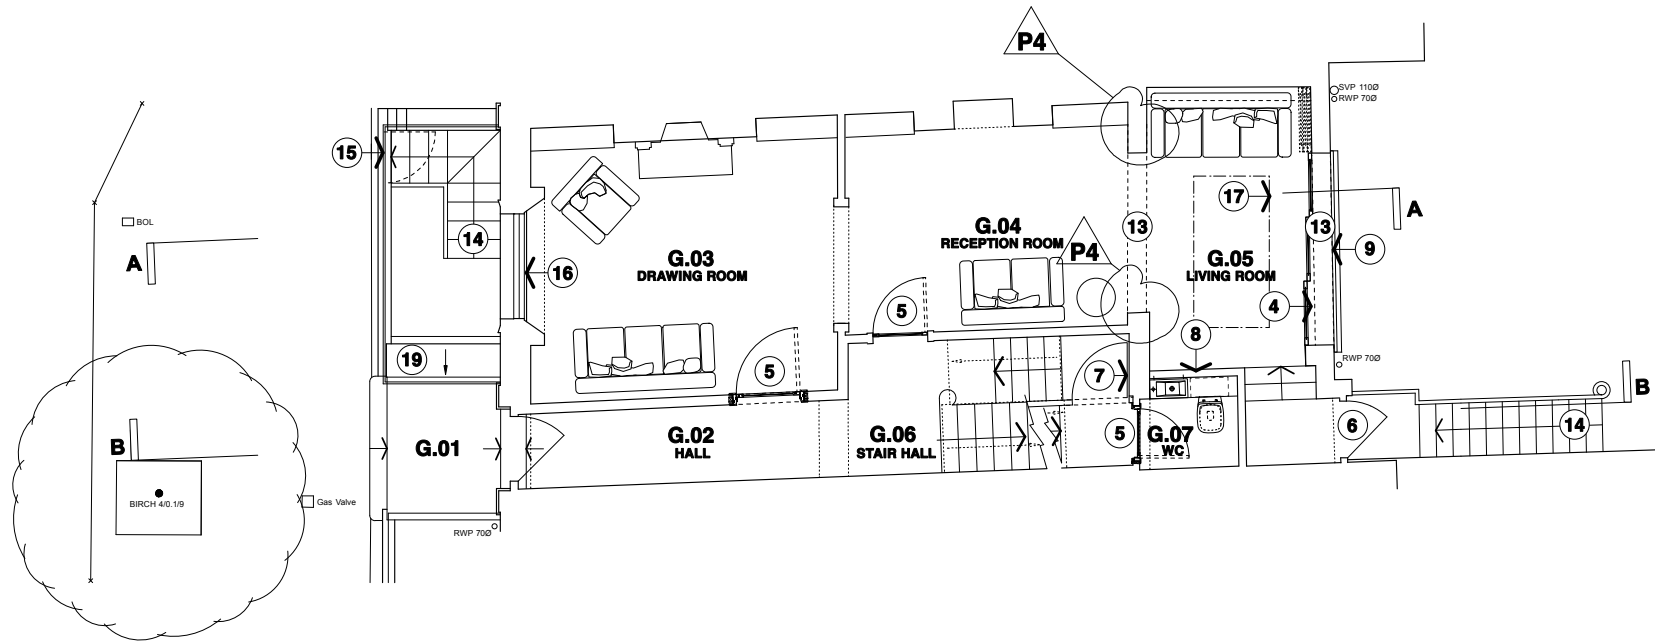 P4
SVP 110Ø
RWP 70Ø
15
BOL
17
A
13
13
G.04
RECEPTION ROOM
P4
14
A
G.03
DRAWING ROOM
16
G.05
LIVING ROOM
9
4
5
8
19
RWP 70Ø
5
7
B
B
G.01
G.02
HALL
G.06
STAIR HALL
5
G.07
WC
6
14
BIRCH 4/0.1/9
Gas Valve
RWP 70Ø